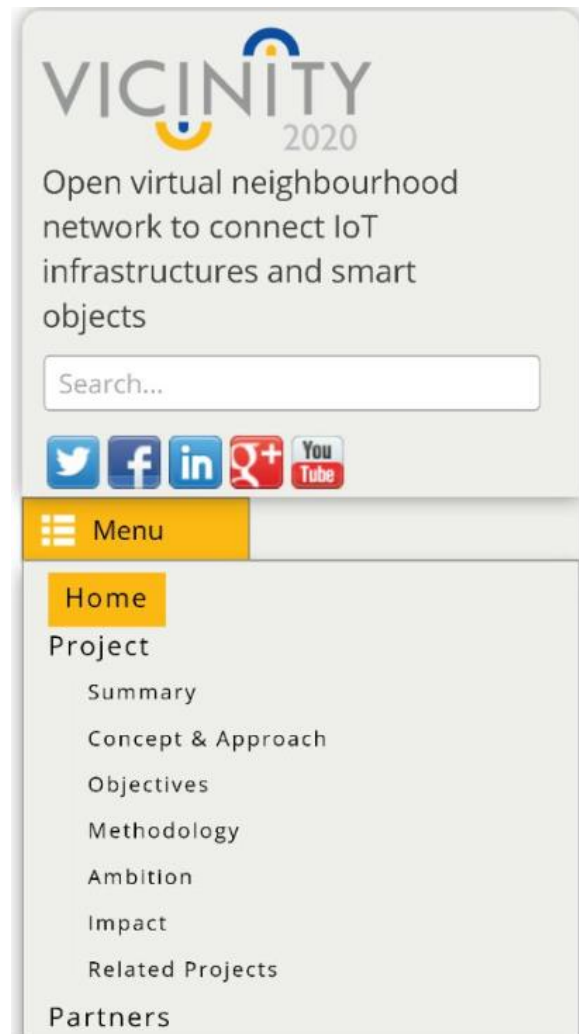 VICINITY
2020
Open virtual neighbourhood
network to connect IoT
infrastructures and smart
objects
Search...
f in g+ You Tube
Menu
Home
Project
Summary
Concept & Approach
Objectives
Methodology
Ambition
Impact
Related Projects
Partners